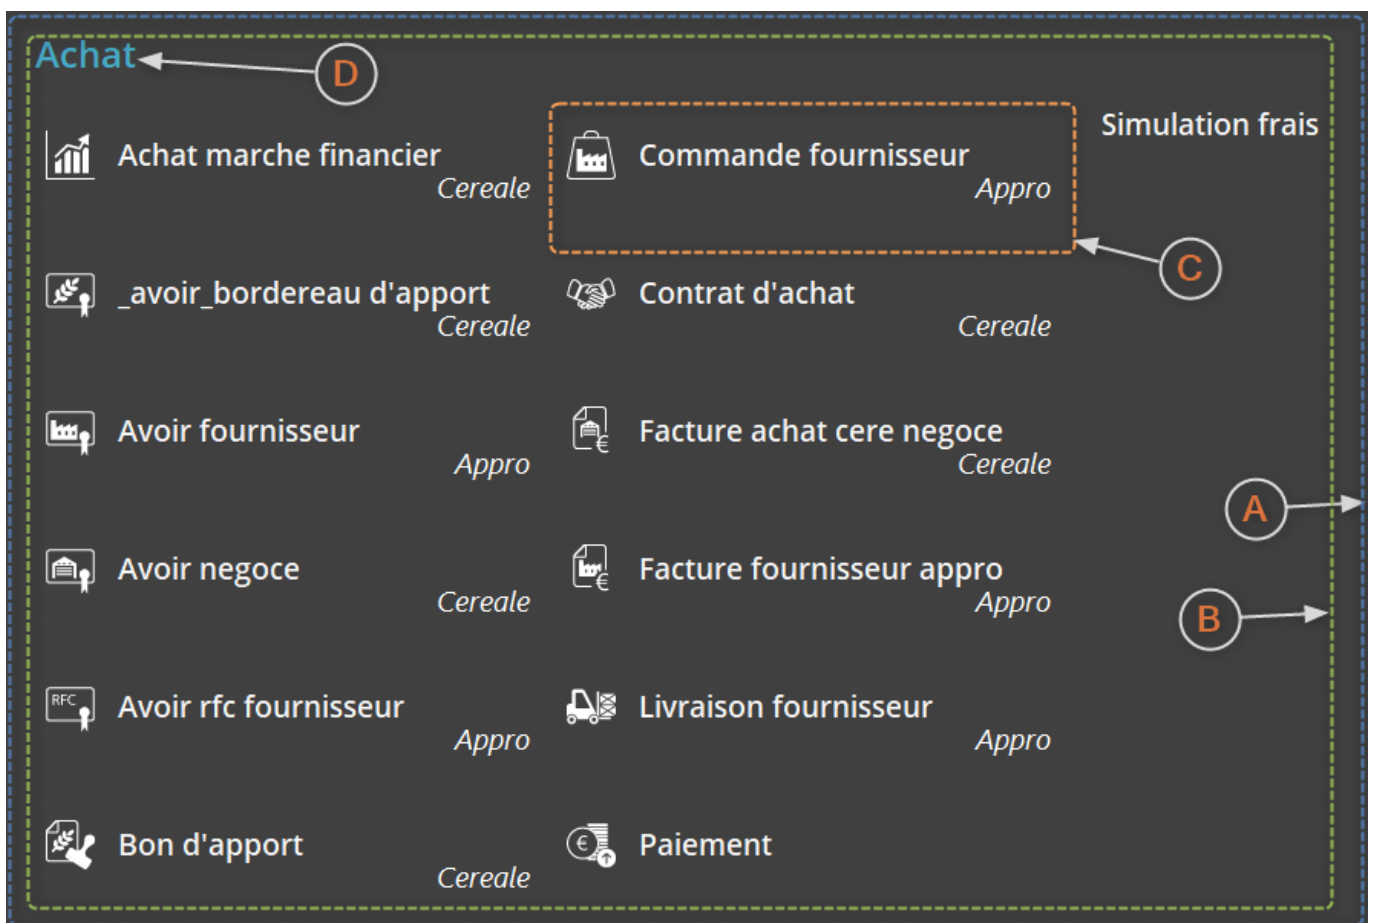 Achat
D
Achat marche financier
Cereale
Commande fournisseur
Appro
Simulation frais
C
_avoir_bordereau d'apport
Cereale
Contrat d'achat
Cereale
Avoir fournisseur
Appro
Facture achat cere negoce
Cereale
A
Avoir negoce
Cereale
Facture fournisseur appro
Appro
B
RFC
Avoir rfc fournisseur
Appro
Livraison fournisseur
Appro
Bon d'apport
Cereale
€
Paiement